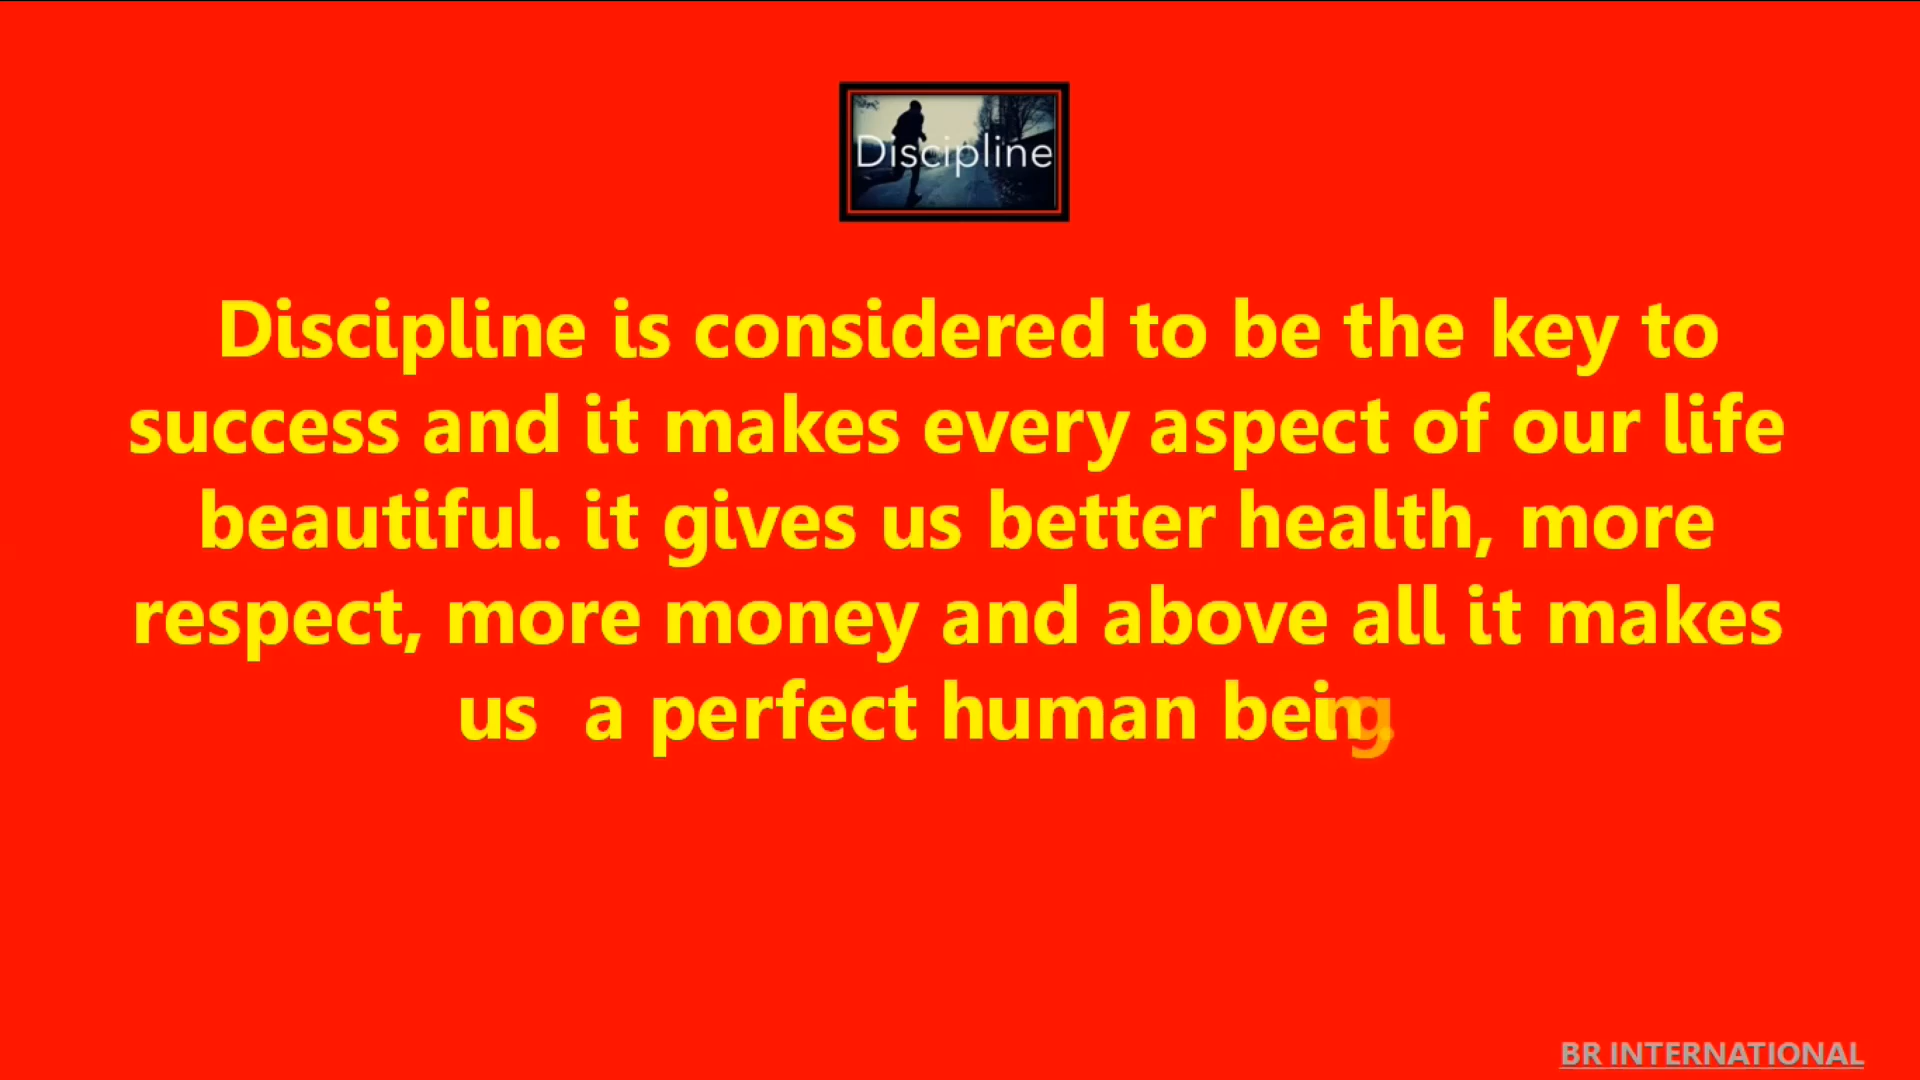 Discipline
Discipline is considered to be the key to
success and it makes every aspect of our life
beautiful. it gives us better health, more
respect, more money and above all it makes
us a perfect human being
BR INTERNATIONAL